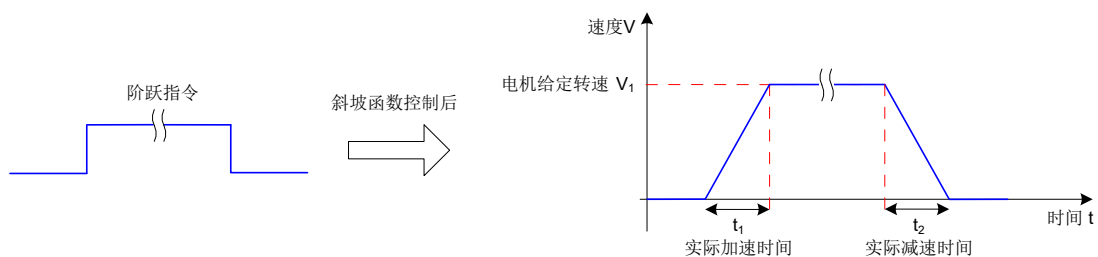 阶跃指令
斜坡函数控制后
速度V
电机给定转速 V₁
t₁
实际加速时间
t₂
实际减速时间
时间 t